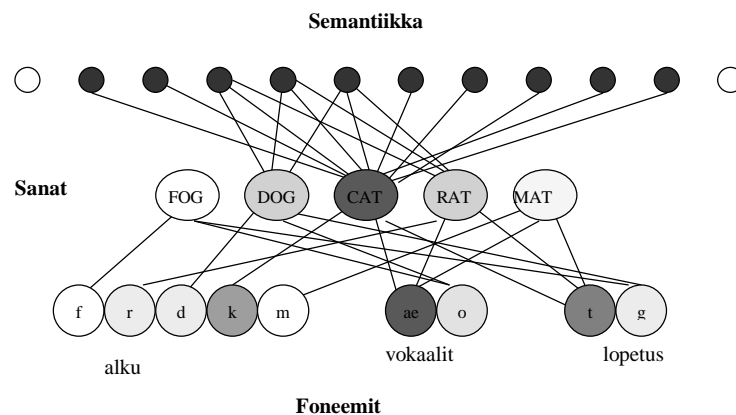 Semantiikka
Sanat
FOG DOG CAT RAT MAT
f r d k m ae o t g
alku vokaalit lopetus
Foneemit